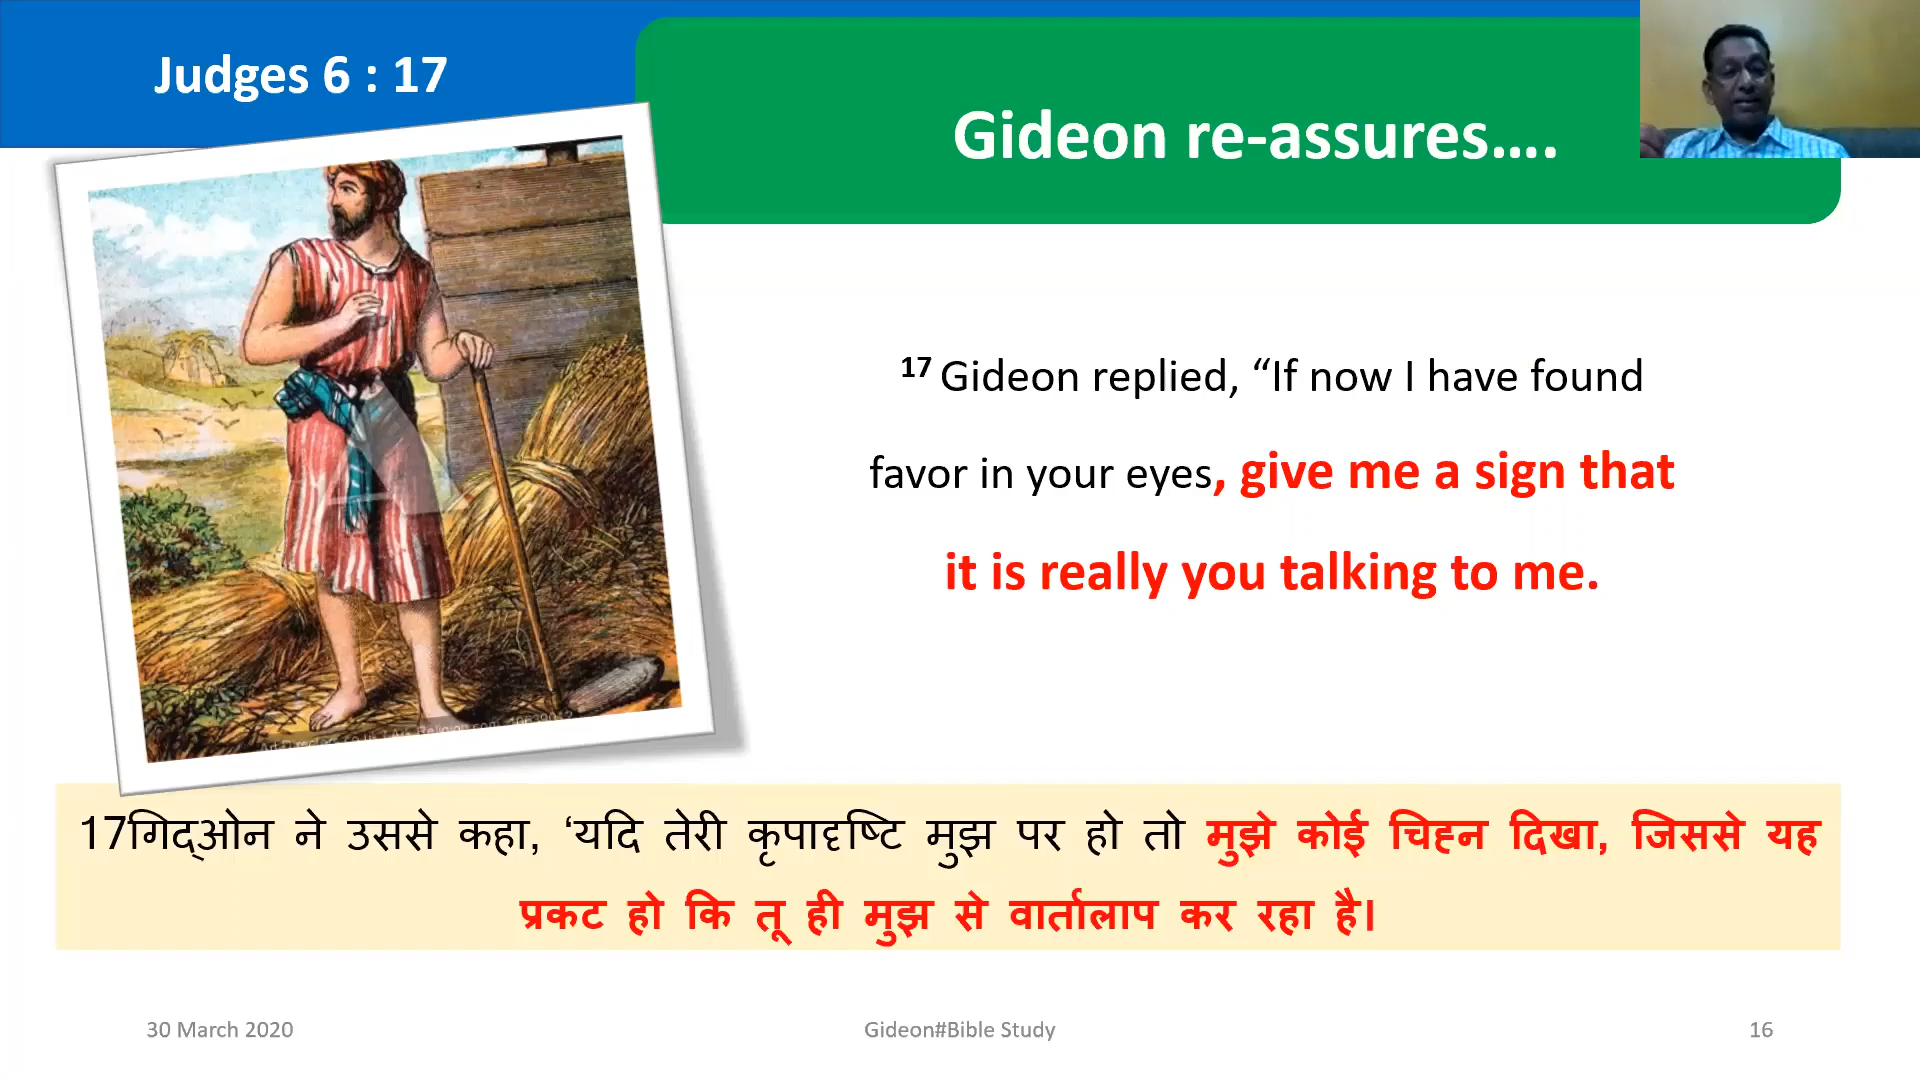 Judges 6 : 17
Gideon re-assures….
17 Gideon replied, “If now I have found
favor in your eyes, give me a sign that
it is really you talking to me.
17गिद्ओन ने उससे कहा, ‘यदि तेरी कृपादृष्टि मुझ पर हो तो मुझे कोई चिह्न दिखा, जिससे यह
प्रकट हो कि तू ही मुझ से वार्तालाप कर रहा है।
30 March 2020
Gideon#Bible Study
16